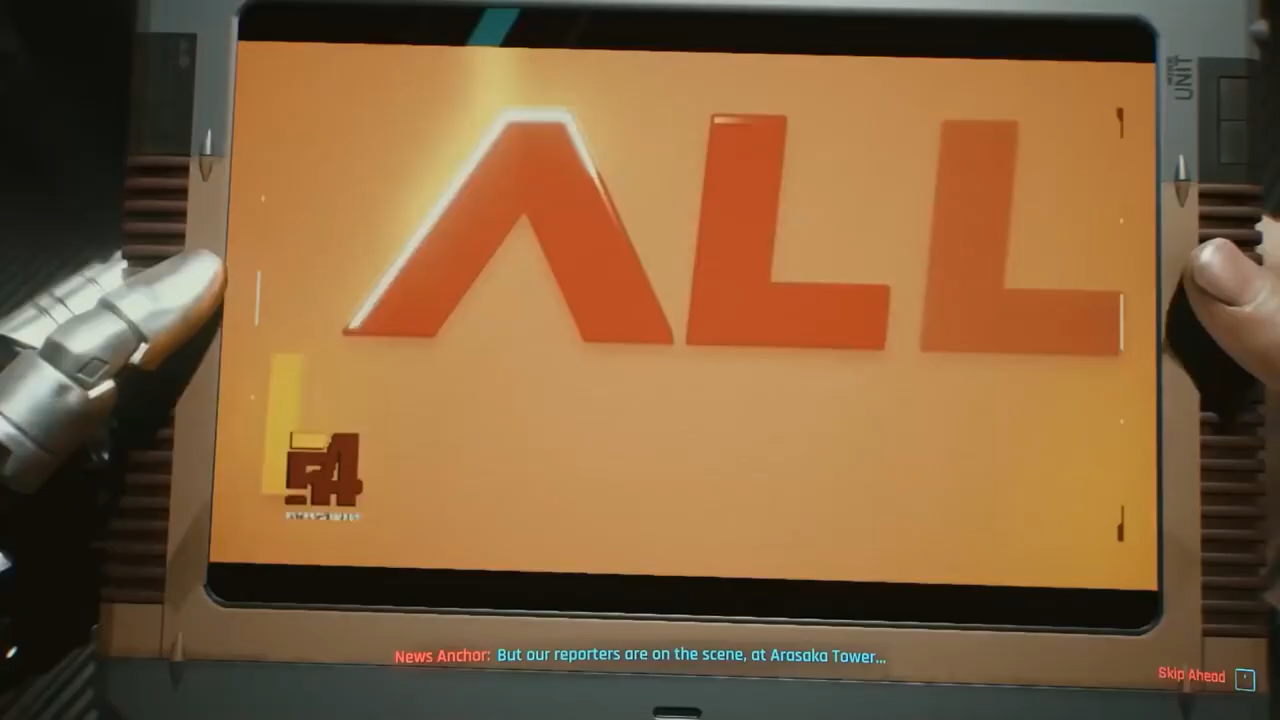 UNIT
ALL
54
News Anchor: But our reporters are on the scene, at Arasaka Tower...
Skip Ahead